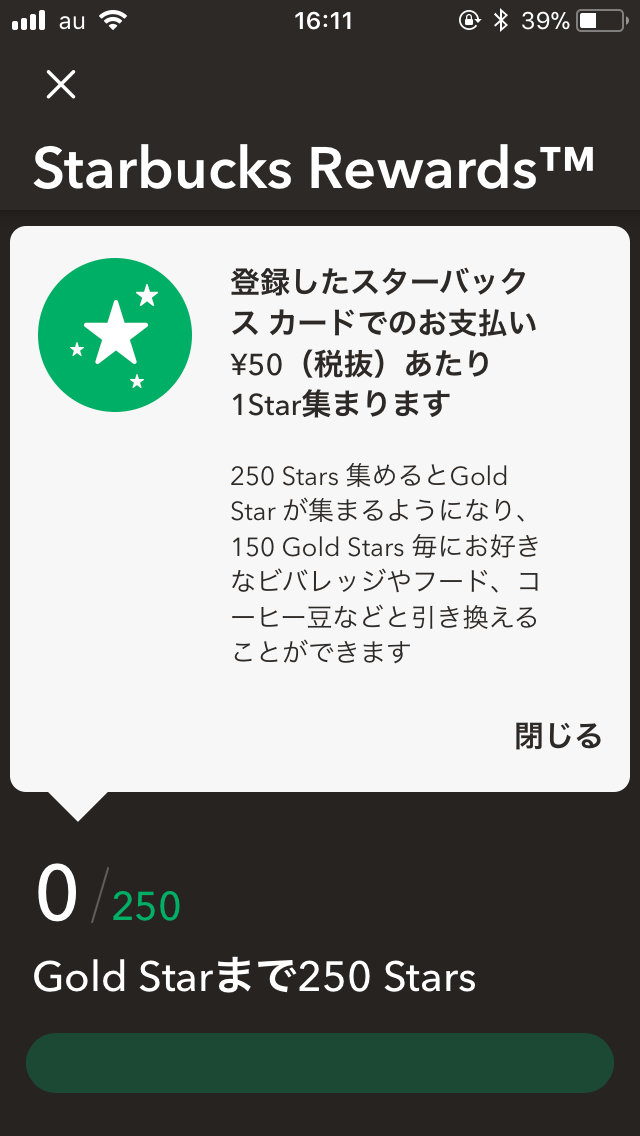 au 16:11 39%
Starbucks Rewards™
登録したスターバック
ス カードでのお支払い
¥50（税抜）あたり
1Star集まります
250 Stars 集めるとGold
Star が集まるようになり、
150 Gold Stars 毎にお好き
なビバレッジやフード、コ
ーヒー豆などと引き換える
ことができます
閉じる
0/250
Gold Starまで250 Stars